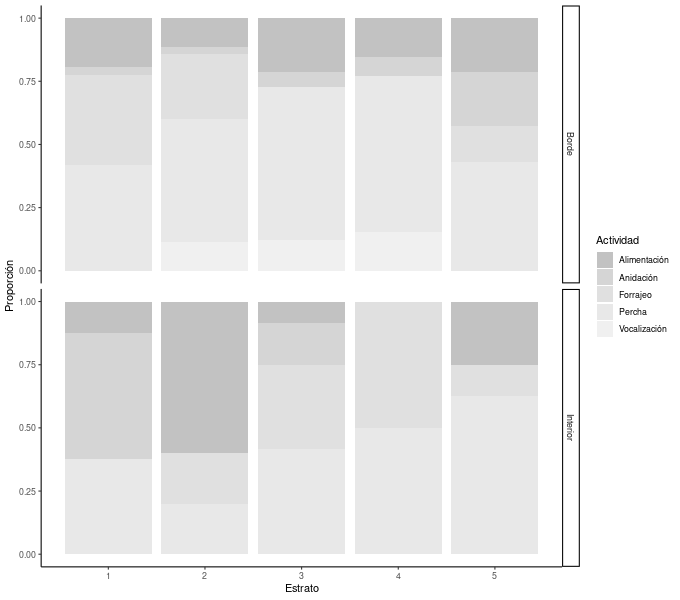 1.00
0.75
0.50
0.25
0.00
Borde
1.00
0.75
0.50
0.25
0.00
Interior
1 2 3 4 5
Estrato
Proporción
Actividad
Alimentación
Anidación
Forrajeo
Percha
Vocalización